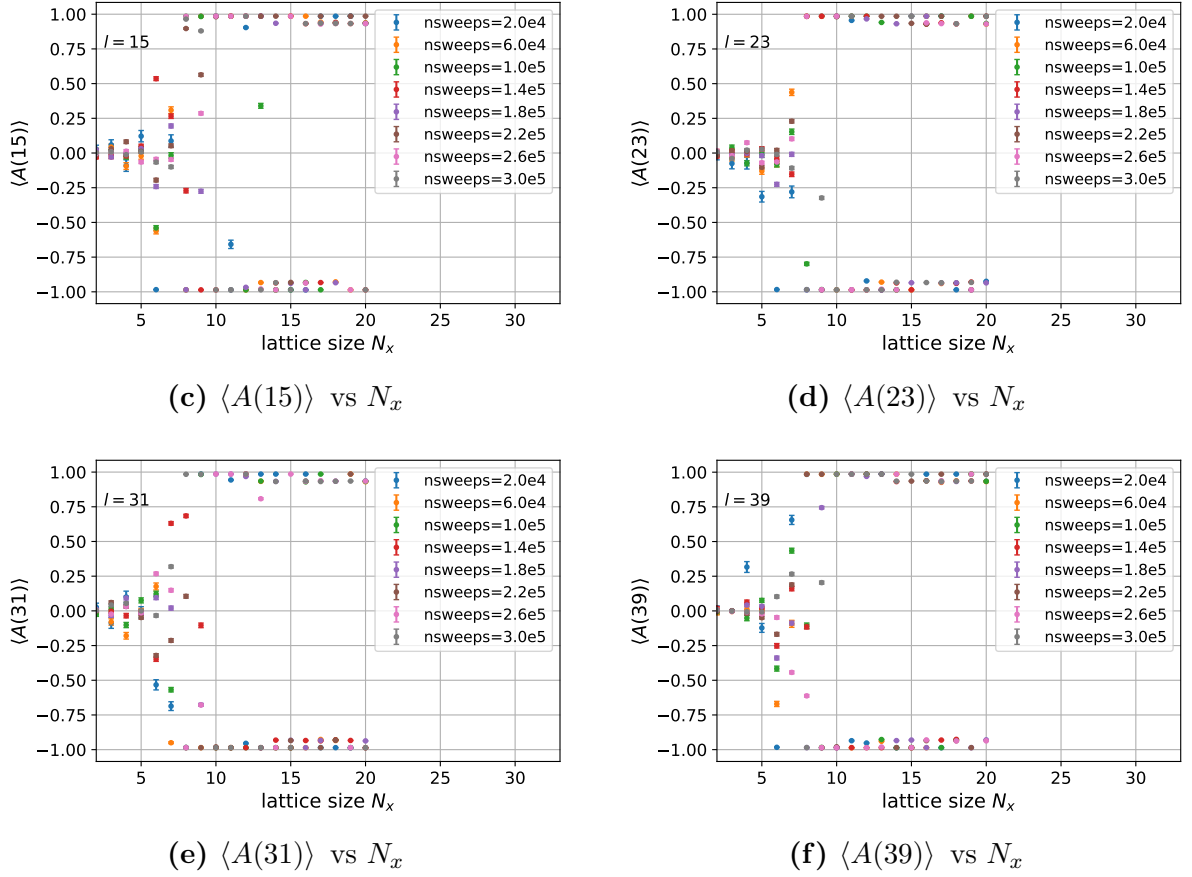 1.00
0.75
0.50
0.25
0.00
−0.25
−0.50
−0.75
−1.00
⟨A(15)⟩
l = 15
nsweeps=2.0e4
nsweeps=6.0e4
nsweeps=1.0e5
nsweeps=1.4e5
nsweeps=1.8e5
nsweeps=2.2e5
nsweeps=2.6e5
nsweeps=3.0e5
5 10 15 20 25 30
lattice size Nₓ
(c) ⟨A(15)⟩ vs Nₓ
1.00
0.75
0.50
0.25
0.00
−0.25
−0.50
−0.75
−1.00
⟨A(23)⟩
l = 23
nsweeps=2.0e4
nsweeps=6.0e4
nsweeps=1.0e5
nsweeps=1.4e5
nsweeps=1.8e5
nsweeps=2.2e5
nsweeps=2.6e5
nsweeps=3.0e5
5 10 15 20 25 30
lattice size Nₓ
(d) ⟨A(23)⟩ vs Nₓ
1.00
0.75
0.50
0.25
0.00
−0.25
−0.50
−0.75
−1.00
⟨A(31)⟩
l = 31
nsweeps=2.0e4
nsweeps=6.0e4
nsweeps=1.0e5
nsweeps=1.4e5
nsweeps=1.8e5
nsweeps=2.2e5
nsweeps=2.6e5
nsweeps=3.0e5
5 10 15 20 25 30
lattice size Nₓ
(e) ⟨A(31)⟩ vs Nₓ
1.00
0.75
0.50
0.25
0.00
−0.25
−0.50
−0.75
−1.00
⟨A(39)⟩
l = 39
nsweeps=2.0e4
nsweeps=6.0e4
nsweeps=1.0e5
nsweeps=1.4e5
nsweeps=1.8e5
nsweeps=2.2e5
nsweeps=2.6e5
nsweeps=3.0e5
5 10 15 20 25 30
lattice size Nₓ
(f) ⟨A(39)⟩ vs Nₓ